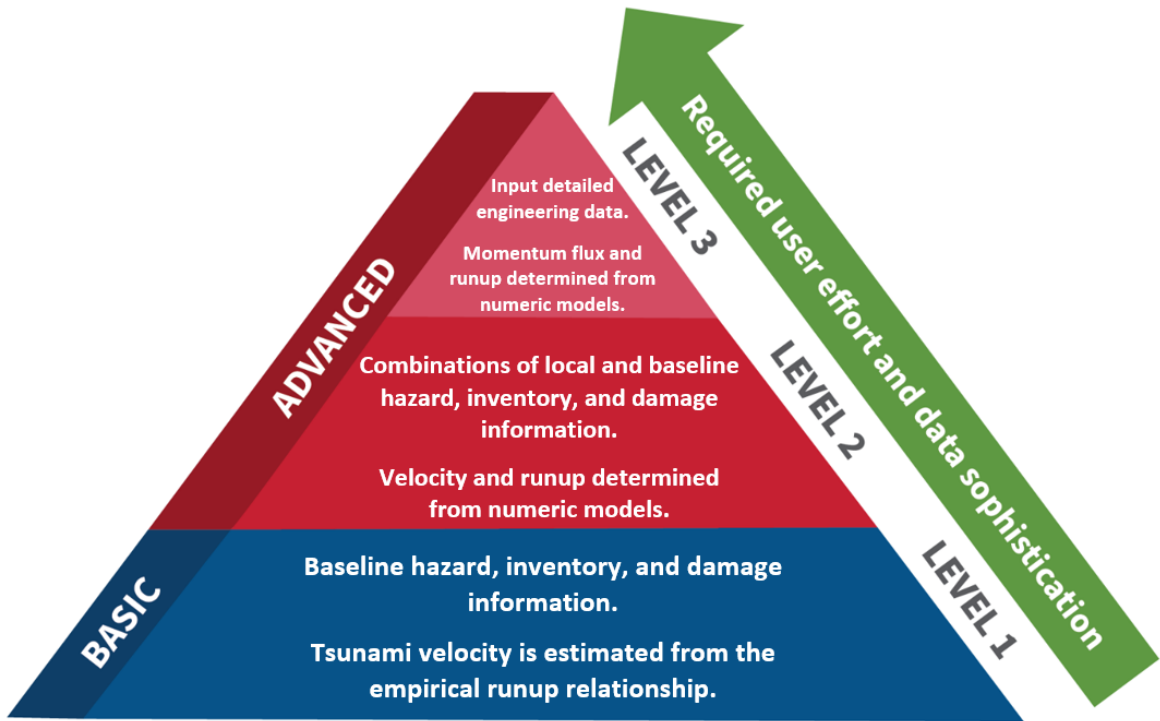 Input detailed
engineering data.
Momentum flux and
runup determined from
numeric models.
LEVEL 3
ADVANCED
Combinations of local and baseline
hazard, inventory, and damage
information.
Velocity and runup determined
from numeric models.
LEVEL 2
BASIC
Baseline hazard, inventory, and damage
information.
Tsunami velocity is estimated from the
empirical runup relationship.
LEVEL 1
Required user effort and data sophistication